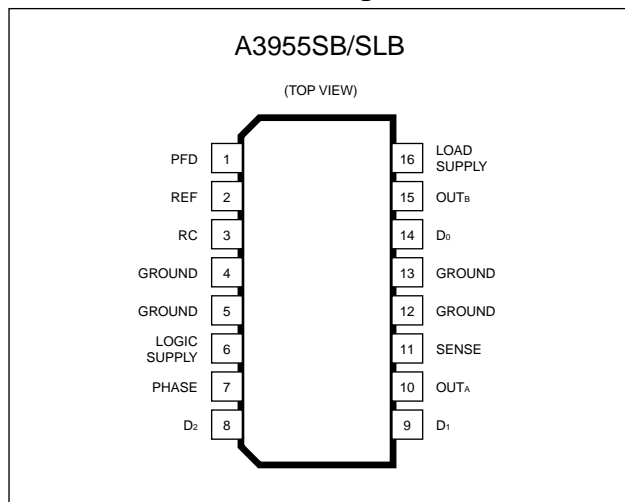 A3955SB/SLB
(TOP VIEW)
PFD 1
REF 2
RC 3
GROUND 4
GROUND 5
LOGIC
SUPPLY 6
PHASE 7
D2 8
16 LOAD
SUPPLY
15 OUTB
14 D0
13 GROUND
12 GROUND
11 SENSE
10 OUTA
9 D1